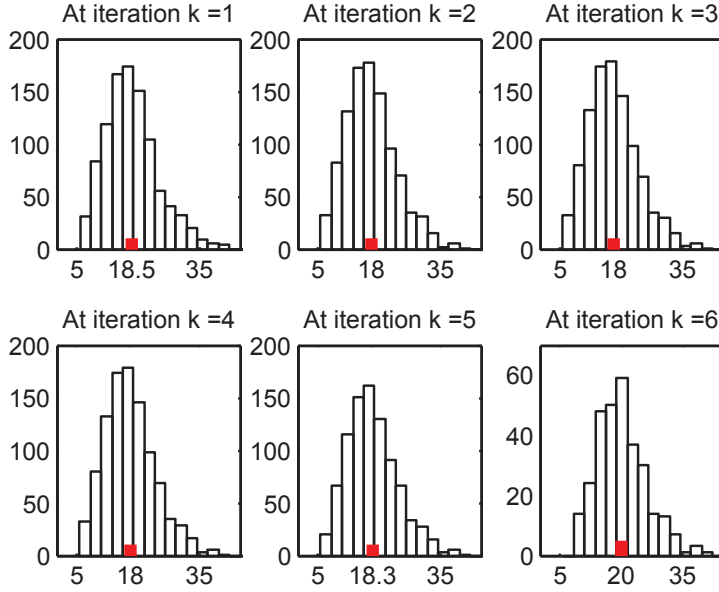 At iteration k =1
At iteration k =2
At iteration k =3
200
150
100
50
0
5 18.5 35
200
150
100
50
0
5 18 35
200
150
100
50
0
5 18 35
At iteration k =4
At iteration k =5
At iteration k =6
200
150
100
50
0
5 18 35
200
150
100
50
0
5 18.3 35
60
40
20
0
5 20 35